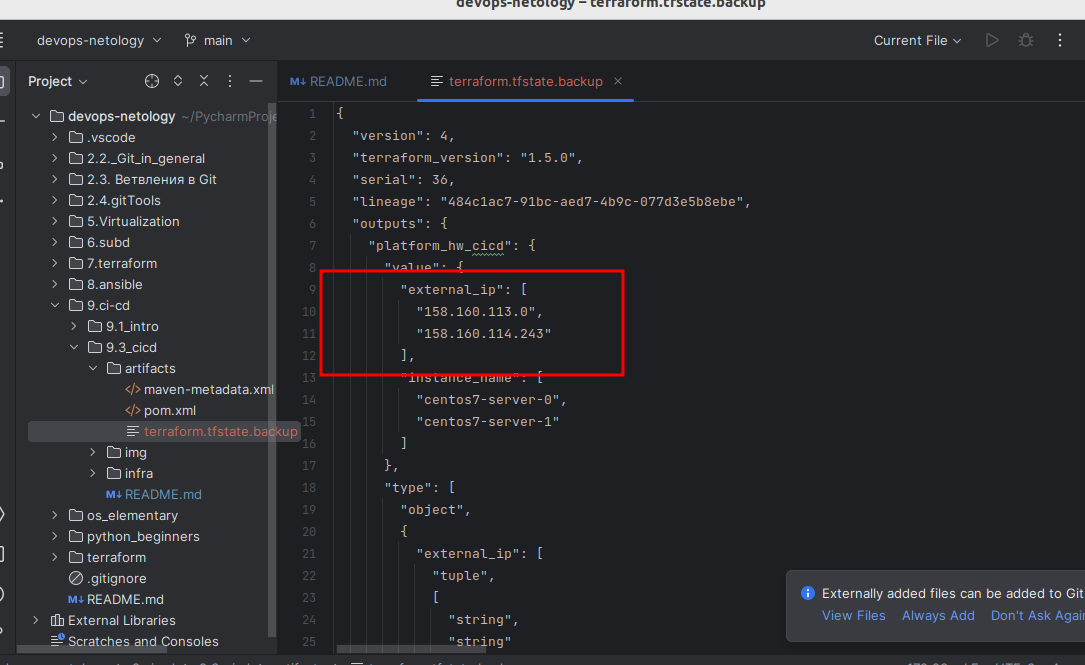 devops-netology – terraform.tfstate.backup
devops-netology
main
Current File
Project
README.md
terraform.tfstate.backup
devops-netology ~/PycharmProje
.vscode
2.2._Git_in_general
2.3. Ветвления в Git
2.4.gitTools
5.Virtualization
6.subd
7.terraform
8.ansible
9.ci-cd
9.1_intro
9.3_cicd
artifacts
maven-metadata.xml
pom.xml
terraform.tfstate.backup
img
infra
README.md
os_elementary
python_beginners
terraform
.gitignore
README.md
External Libraries
Scratches and Consoles
1 {
2 "version": 4,
3 "terraform_version": "1.5.0",
4 "serial": 36,
5 "lineage": "484c1ac7-91bc-aed7-4b9c-077d3e5b8ebe",
6 "outputs": {
7 "platform_hw_cicd": {
8 "value": {
9 "external_ip": [
10 "158.160.113.0",
11 "158.160.114.243"
12 ],
13 "instance_name": [
14 "centos7-server-0",
15 "centos7-server-1"
16 ]
17 },
18 "type": [
19 "object",
20 {
21 "external_ip": [
22 "tuple",
23 [
24 "string",
25 "string"
Externally added files can be added to Git
View Files Always Add Don't Ask Again